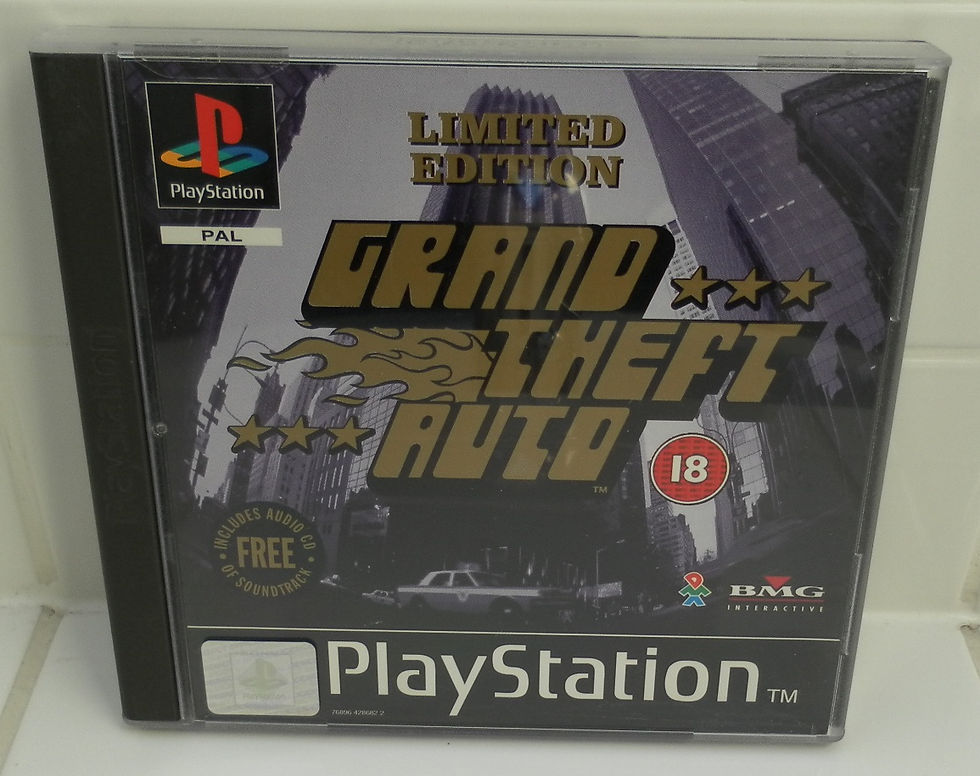 PlayStation
PAL
LIMITED
EDITION
GRAND
THEFT
AUTO
TM
18
INCLUDES AUDIO CD
FREE
OF SOUNDTRACK
BMG
INTERACTIVE
PlayStation
PlayStation TM